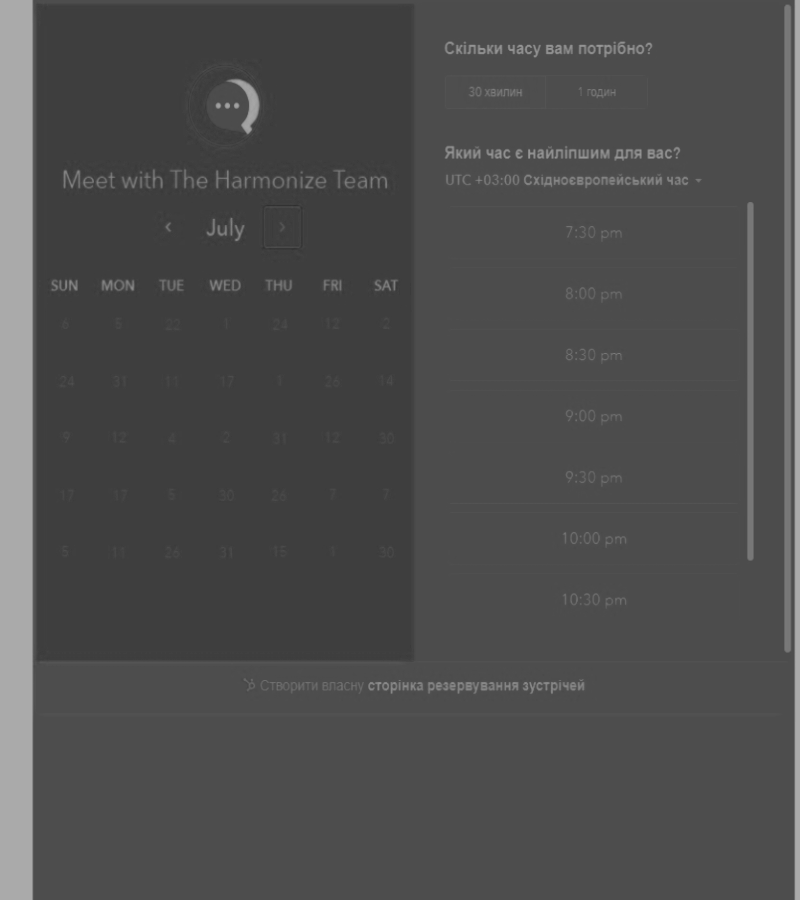 Meet with The Harmonize Team
July
SUN MON TUE WED THU FRI SAT
6 5 22 1 24 12 2
24 31 11 17 1 26 14
9 12 4 2 31 12 30
17 17 5 30 26 7 7
5 11 26 31 15 1 30
Скільки часу вам потрібно?
30 хвилин 1 годин
Який час є найліпшим для вас?
UTC +03:00 Східноєвропейський час
7:30 pm
8:00 pm
8:30 pm
9:00 pm
9:30 pm
10:00 pm
10:30 pm
Створити власну сторінка резервування зустрічей